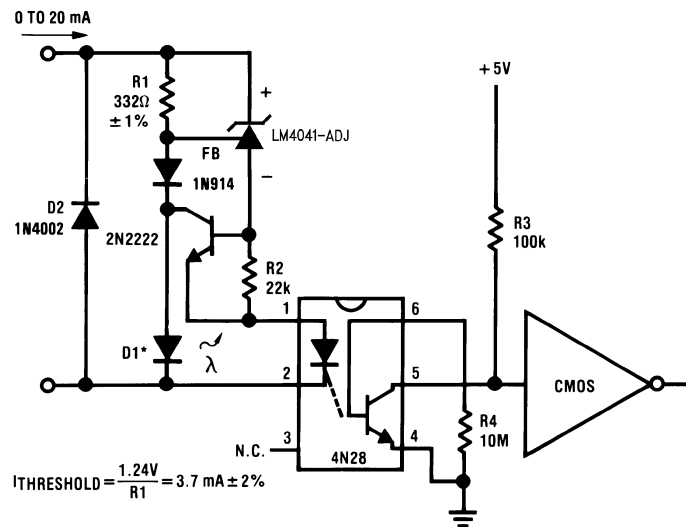 0 TO 20 mA
R1
332Ω
±1%
+
LM4041-ADJ
FB
−
1N914
+5V
D2
1N4002
2N2222
R2
22k
R3
100k
1
6
D1*
λ
2
5
CMOS
R4
10M
3
4
N.C.
4N28
ITHRESHOLD = 1.24V / R1 = 3.7 mA ± 2%